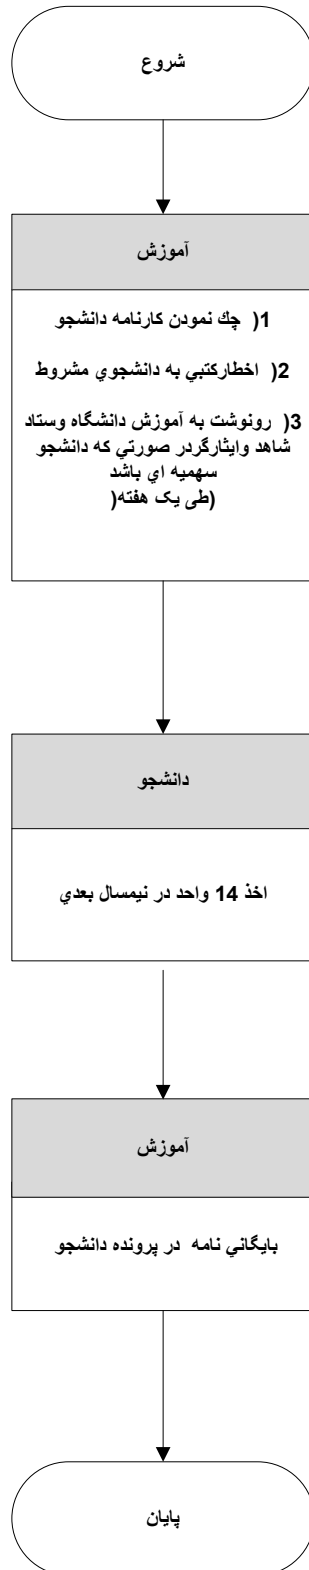 شروع
آموزش
1( چك نمودن كارنامه دانشجو
2( اخطاركتبي به دانشجوي مشروط
3( رونوشت به آموزش دانشگاه وستاد
شاهد وايثارگردر صورتي كه دانشجو
سهميه اي باشد
(طی یک هفته(
دانشجو
اخذ 14 واحد در نيمسال بعدي
آموزش
بايگاني نامه در پرونده دانشجو
پايان